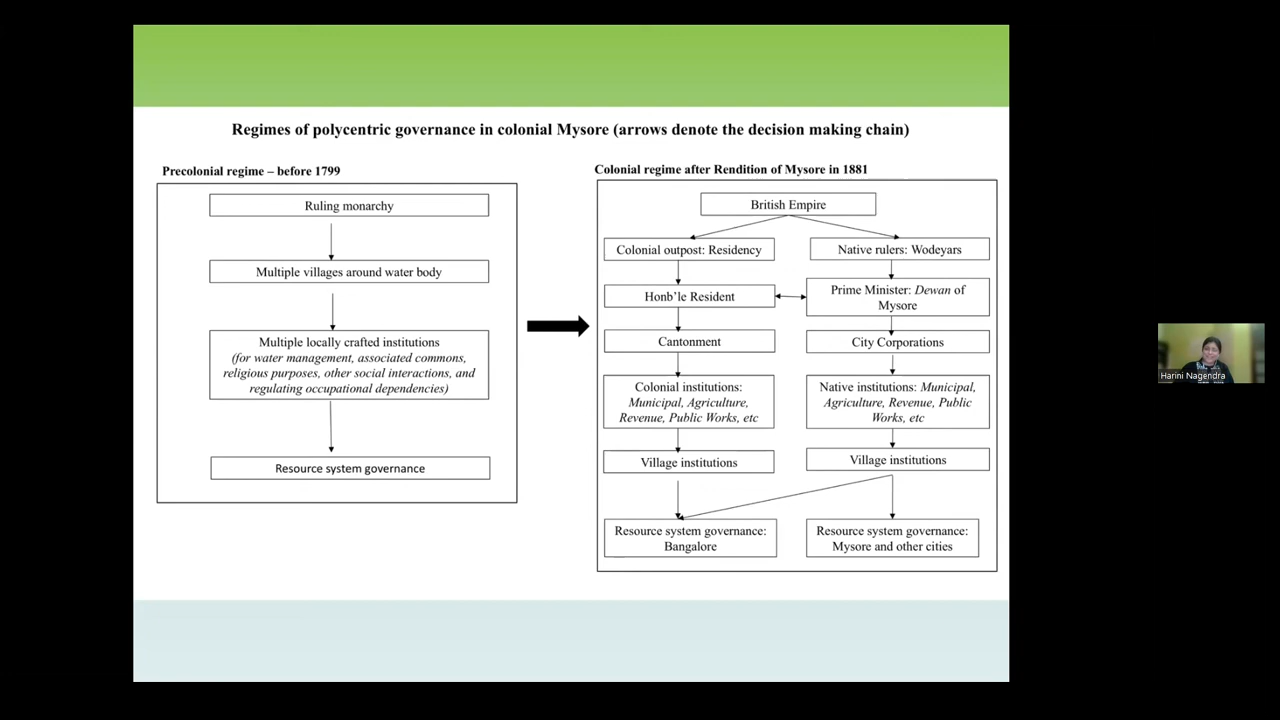 Regimes of polycentric governance in colonial Mysore (arrows denote the decision making chain)
Precolonial regime – before 1799
Ruling monarchy
Multiple villages around water body
Multiple locally crafted institutions
(for water management, associated commons,
religious purposes, other social interactions, and
regulating occupational dependencies)
Resource system governance
Colonial regime after Rendition of Mysore in 1881
British Empire
Colonial outpost: Residency
Native rulers: Wodeyars
Honb’le Resident
Prime Minister: Dewan of
Mysore
Cantonment
City Corporations
Colonial institutions:
Municipal, Agriculture,
Revenue, Public Works, etc
Native institutions: Municipal,
Agriculture, Revenue, Public
Works, etc
Village institutions
Village institutions
Resource system governance:
Bangalore
Resource system governance:
Mysore and other cities
Harini Nagendra